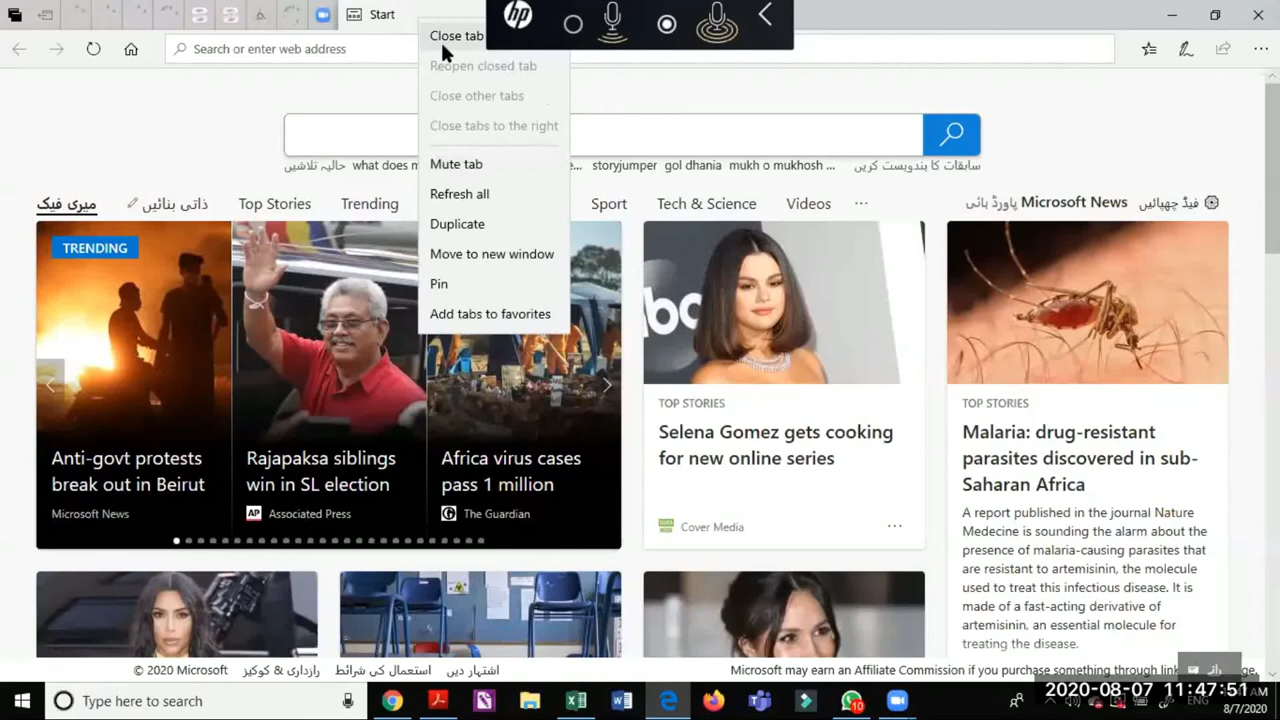 Start
Close tab
Search or enter web address
Reopen closed tab
Close other tabs
Close tabs to the right
Mute tab
Refresh all
Duplicate
Move to new window
Pin
Add tabs to favorites
hp
حالیہ تلاشیں
what does m
storyjumper
gol dhania
mukh o mukhosh ...
سابقات کا بندوبست کریں
میری فیک
ذاتی بنائیں
Top Stories
Trending
Sport
Tech & Science
Videos
پاورڈ بائی Microsoft News
فیڈ چھپائیں
TRENDING
Anti-govt protests
break out in Beirut
Microsoft News
Rajapaksa siblings
win in SL election
AP Associated Press
Africa virus cases
pass 1 million
The Guardian
TOP STORIES
Selena Gomez gets cooking
for new online series
Cover Media
TOP STORIES
Malaria: drug-resistant
parasites discovered in sub-
Saharan Africa
A report published in the journal Nature
Medecine is sounding the alarm about the
presence of malaria-causing parasites that
are resistant to artemisinin, the molecule
used to treat this infectious disease. It is
made of a fast-acting derivative of
artemisinin, an essential molecule for
treating the disease.
© 2020 Microsoft
رازداری & کوکیز
استعمال کی شرائط
اشتہار دیں
Microsoft may earn an Affiliate Commission if you purchase something through
Type here to search
10
2020-08-07 11:47:51 AM
ENG
8/7/2020